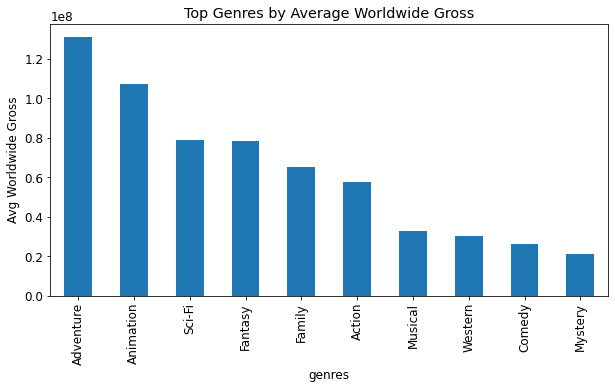 Top Genres by Average Worldwide Gross
1e8
Avg Worldwide Gross
1.2
1.0
0.8
0.6
0.4
0.2
0.0
Adventure
Animation
Sci-Fi
Fantasy
Family
Action
Musical
Western
Comedy
Mystery
genres